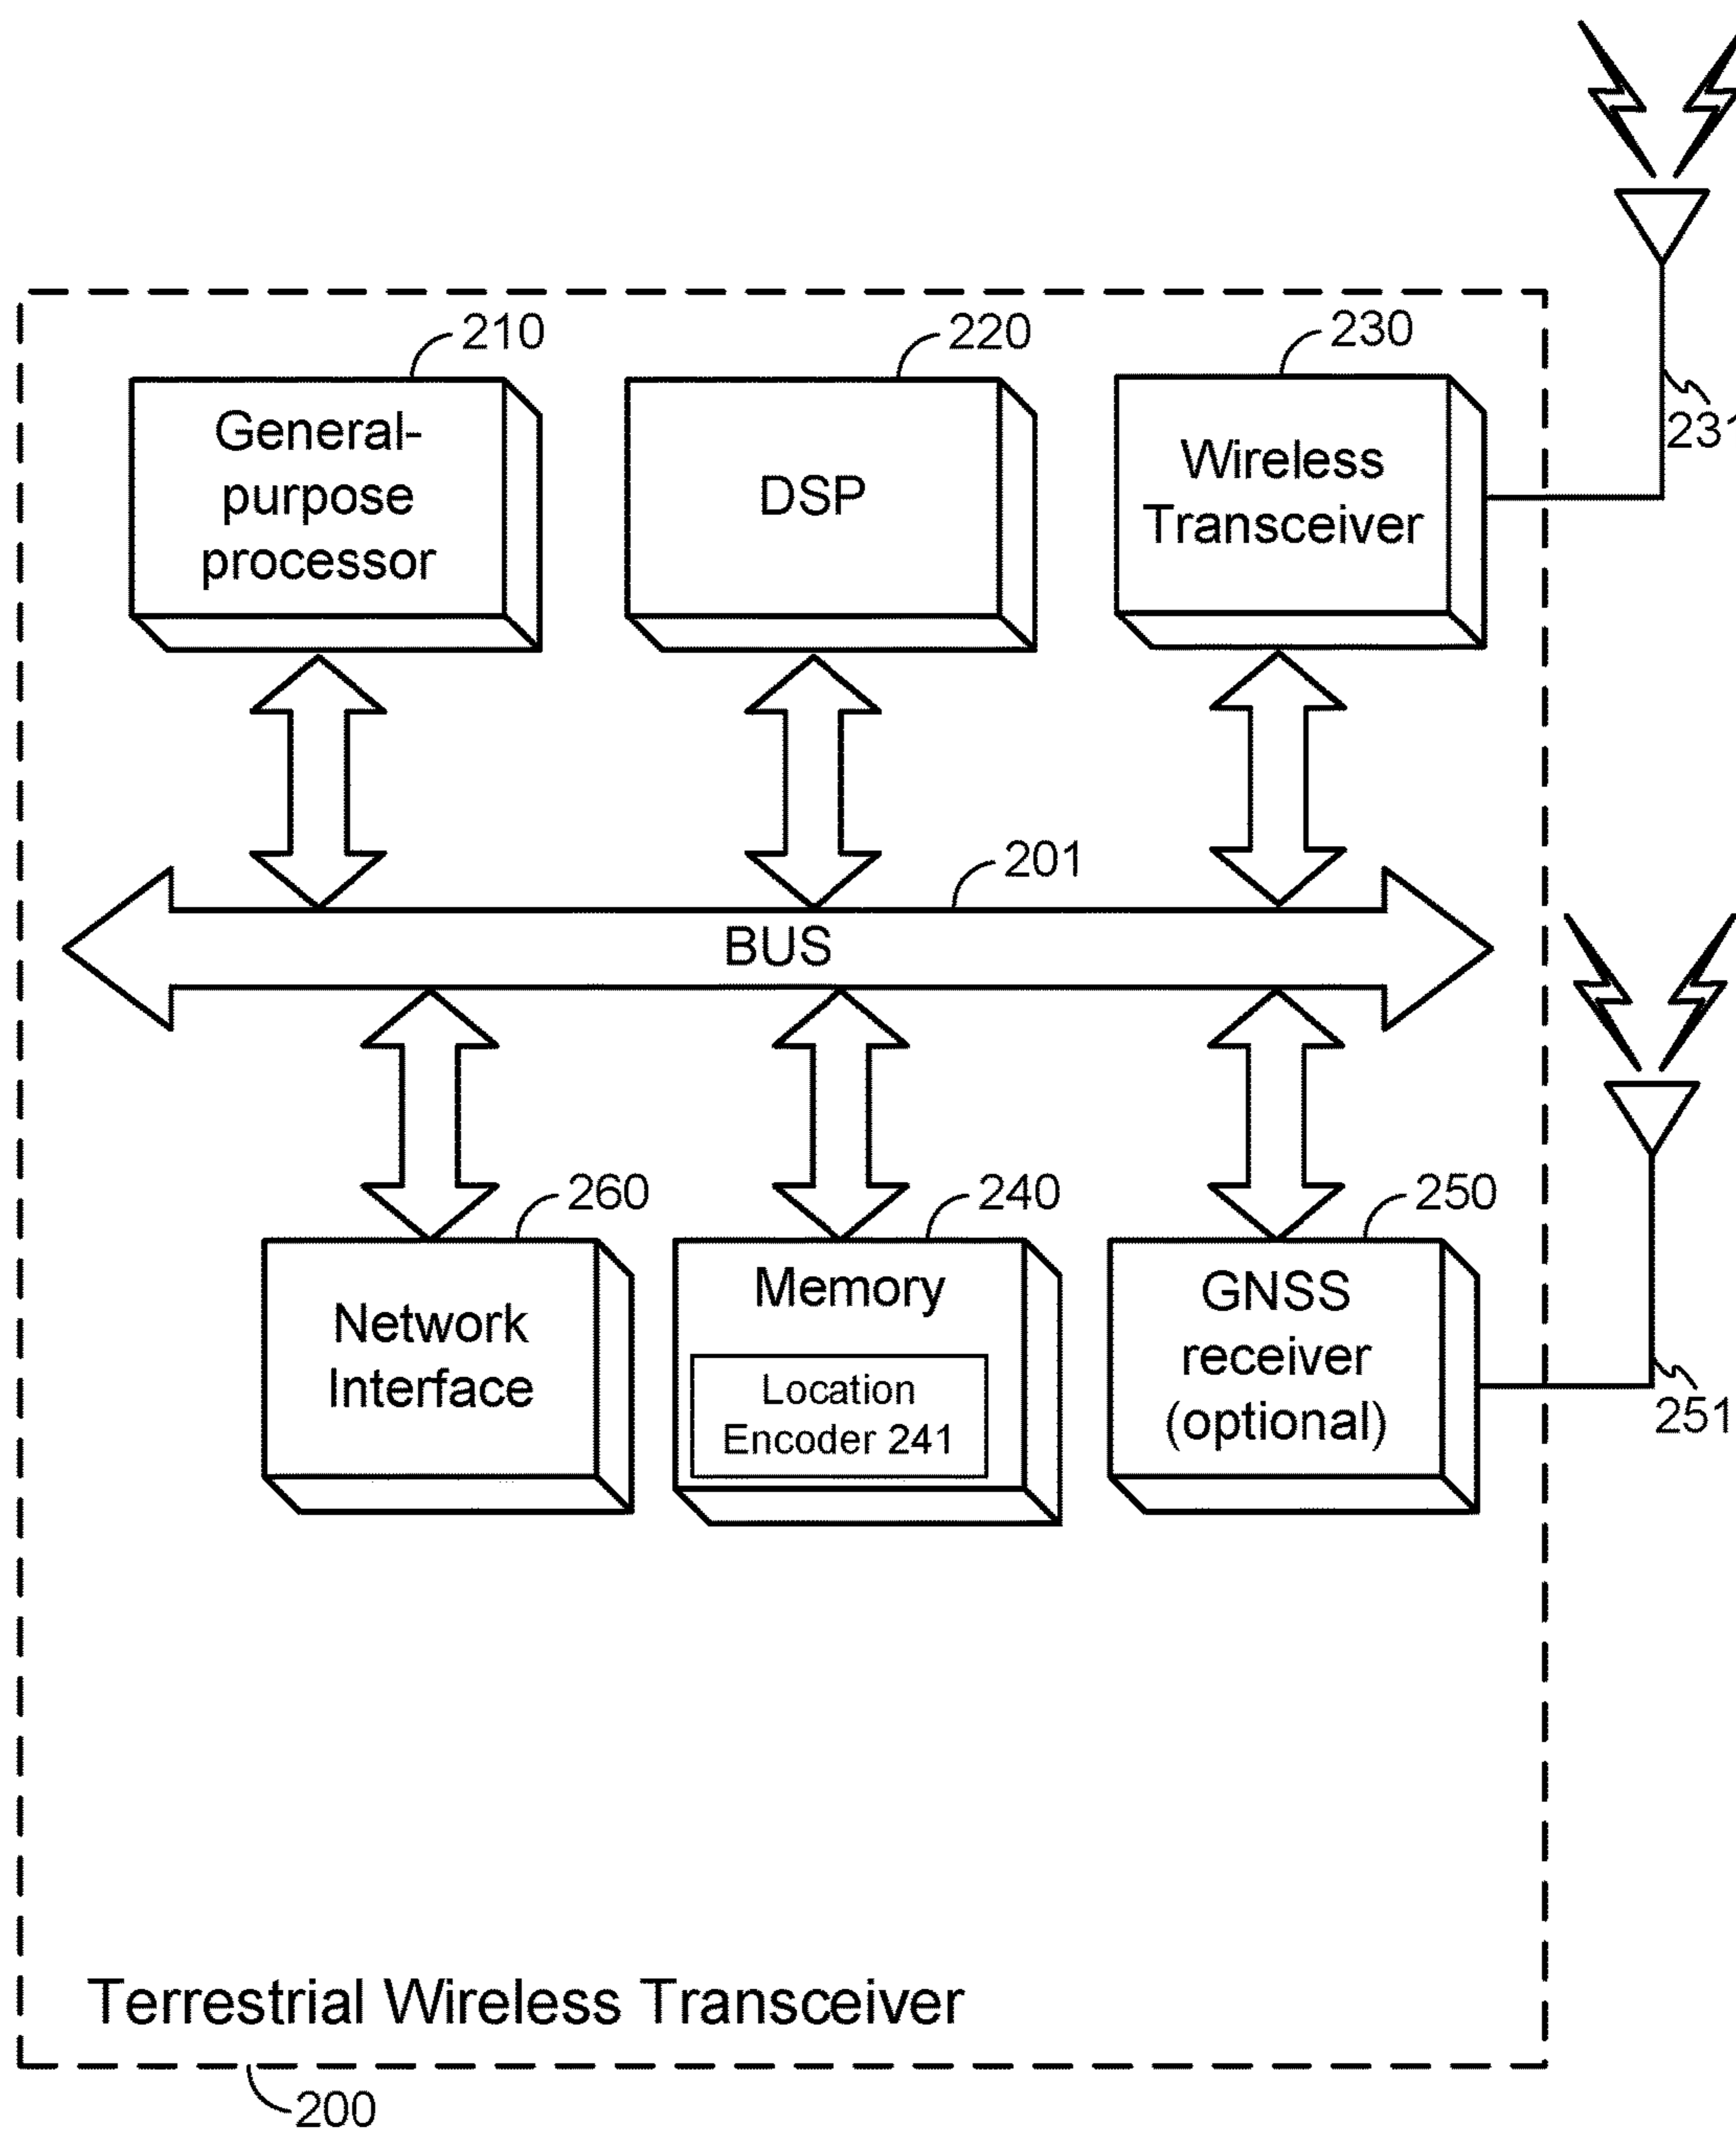 210
220
230
General-
purpose
processor
DSP
Wireless
Transceiver
231
201
BUS
260
240
250
Network
Interface
Memory
Location
Encoder 241
GNSS
receiver
(optional)
251
Terrestrial Wireless Transceiver
200